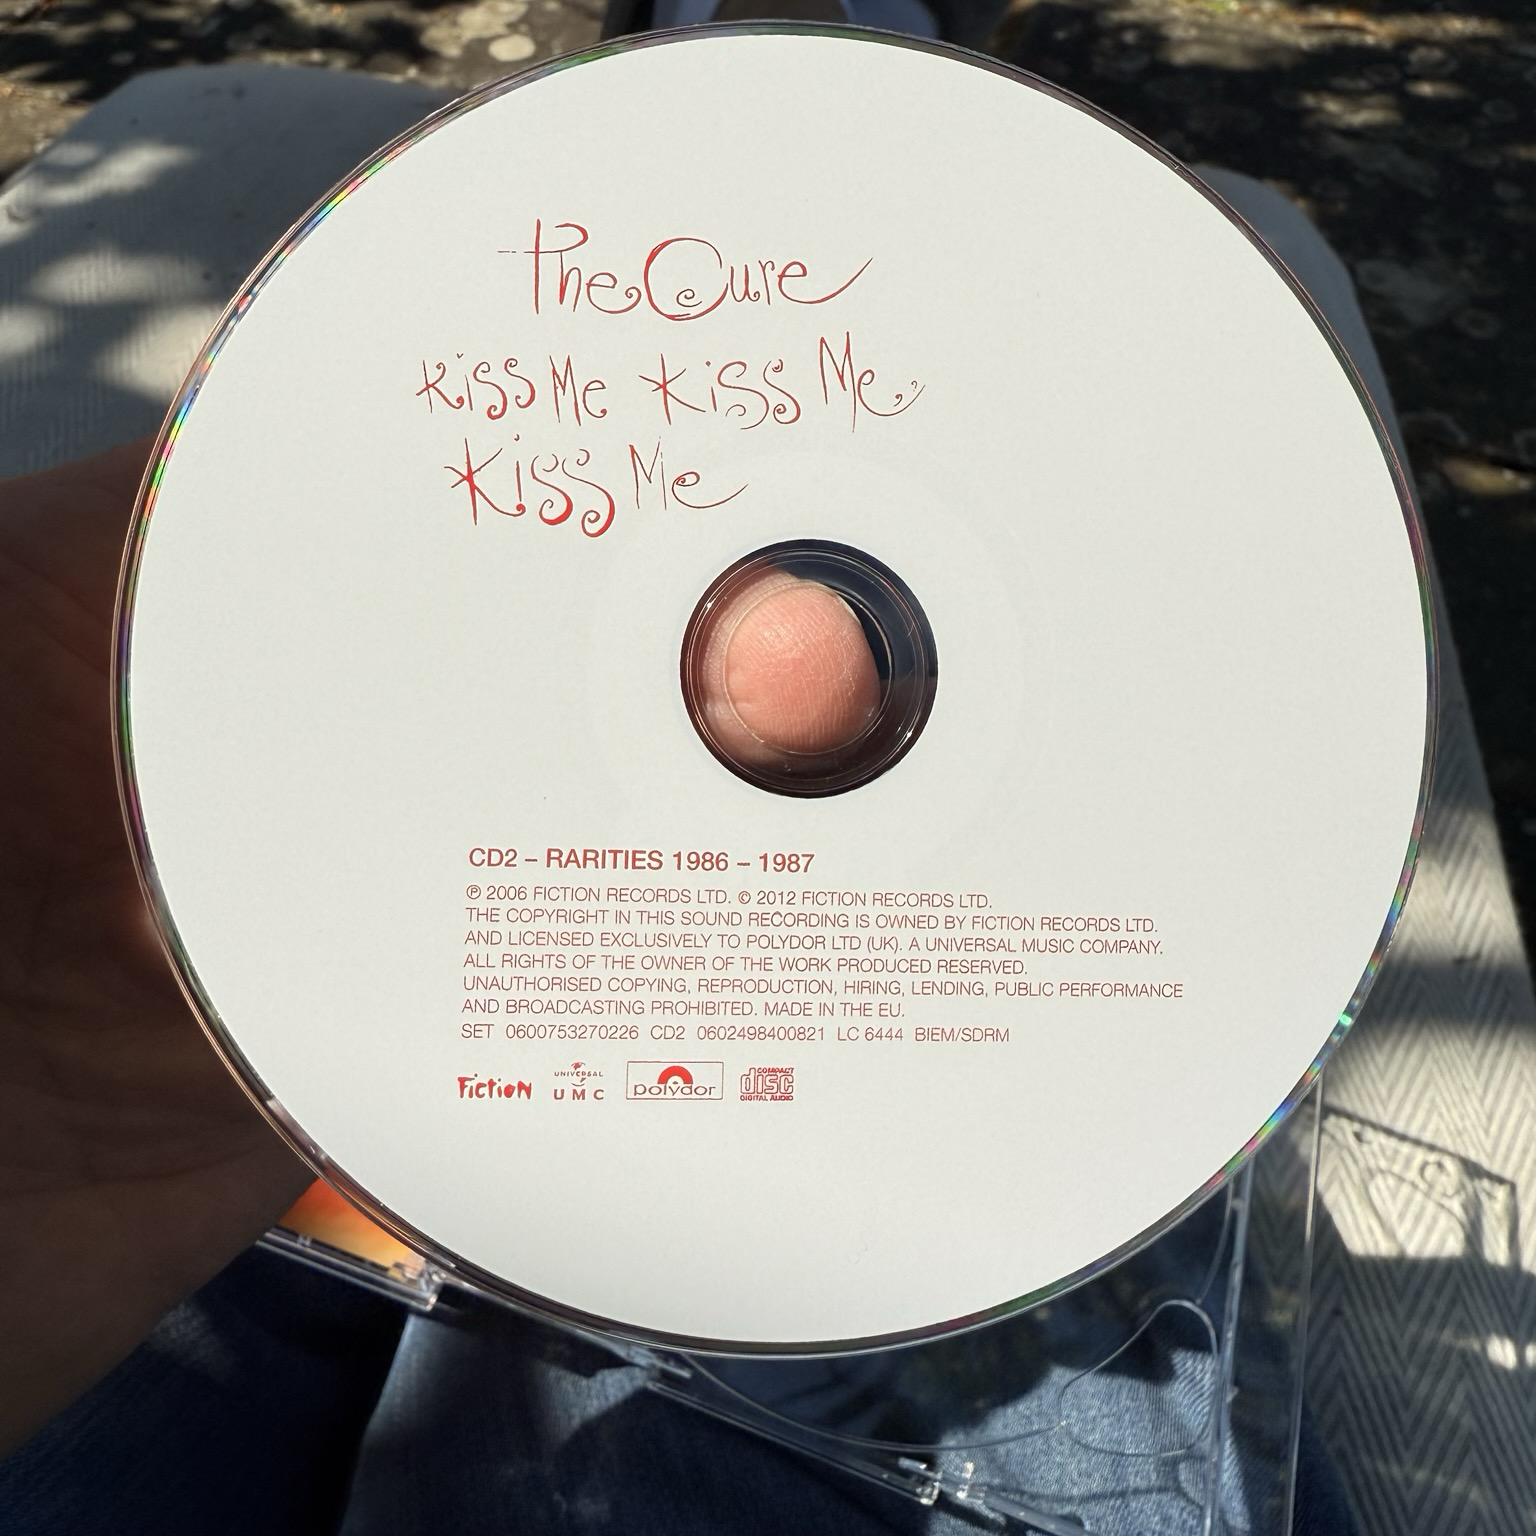 The Cure
Kiss Me Kiss Me
Kiss Me
CD2 – RARITIES 1986 – 1987
℗ 2006 FICTION RECORDS LTD. © 2012 FICTION RECORDS LTD.
THE COPYRIGHT IN THIS SOUND RECORDING IS OWNED BY FICTION RECORDS LTD.
AND LICENSED EXCLUSIVELY TO POLYDOR LTD (UK). A UNIVERSAL MUSIC COMPANY.
ALL RIGHTS OF THE OWNER OF THE WORK PRODUCED RESERVED.
UNAUTHORISED COPYING, REPRODUCTION, HIRING, LENDING, PUBLIC PERFORMANCE
AND BROADCASTING PROHIBITED. MADE IN THE EU.
SET 0600753270226 CD2 0602498400821 LC 6444 BIEM/SDRM
Fiction UNIVERSAL UMC polydor COMPACT disc DIGITAL AUDIO